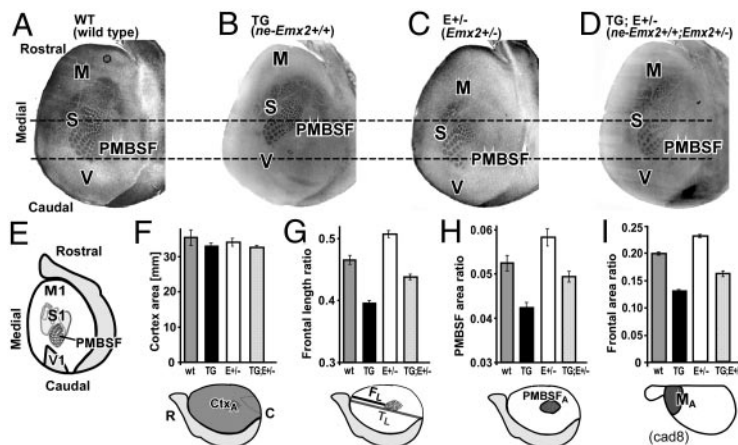 A WT (wild type)
B TG (ne-Emx2+/+)
C E+/- (Emx2+/-)
D TG; E+/- (ne-Emx2+/+;Emx2+/-)
Rostral
Medial
Caudal
M
S
PMBSF
V
M
S
PMBSF
V
M
S
PMBSF
V
M
S
PMBSF
V
E
Rostral
Medial
M1
S1
PMBSF
V1
Caudal
F
Cortex area [mm]
30
20
10
0
wt TG E+/- TG;E+/-
R
CtxA
C
G
Frontal length ratio
0.5
0.4
0.3
wt TG E+/- TG;E+/-
FL
TL
H
PMBSF area ratio
0.06
0.05
0.04
0.03
wt TG E+/- TG;E+/-
PMBSFA
I
Frontal area ratio
0.25
0.20
0.15
0.10
0.05
0.00
wt TG E+/- TG;E+/-
MA
(cad8)